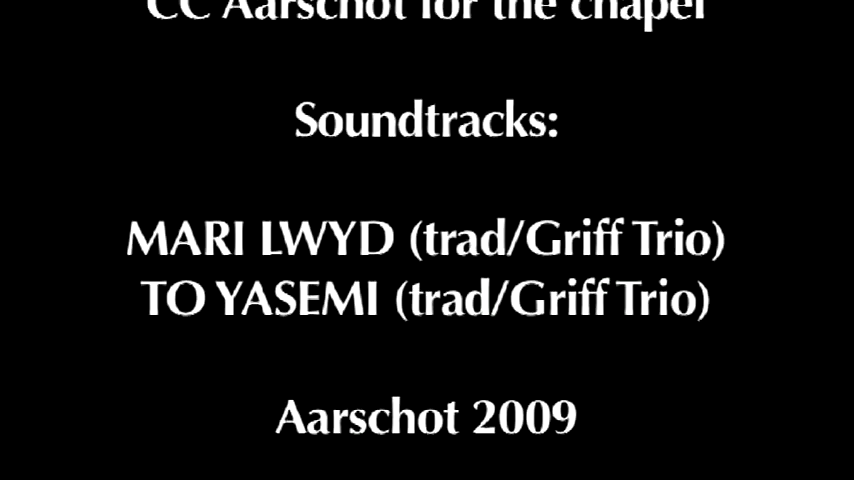 CC Aarschot for the chapel
Soundtracks:
MARI LWYD (trad/Griff Trio)
TO YASEMI (trad/Griff Trio)
Aarschot 2009